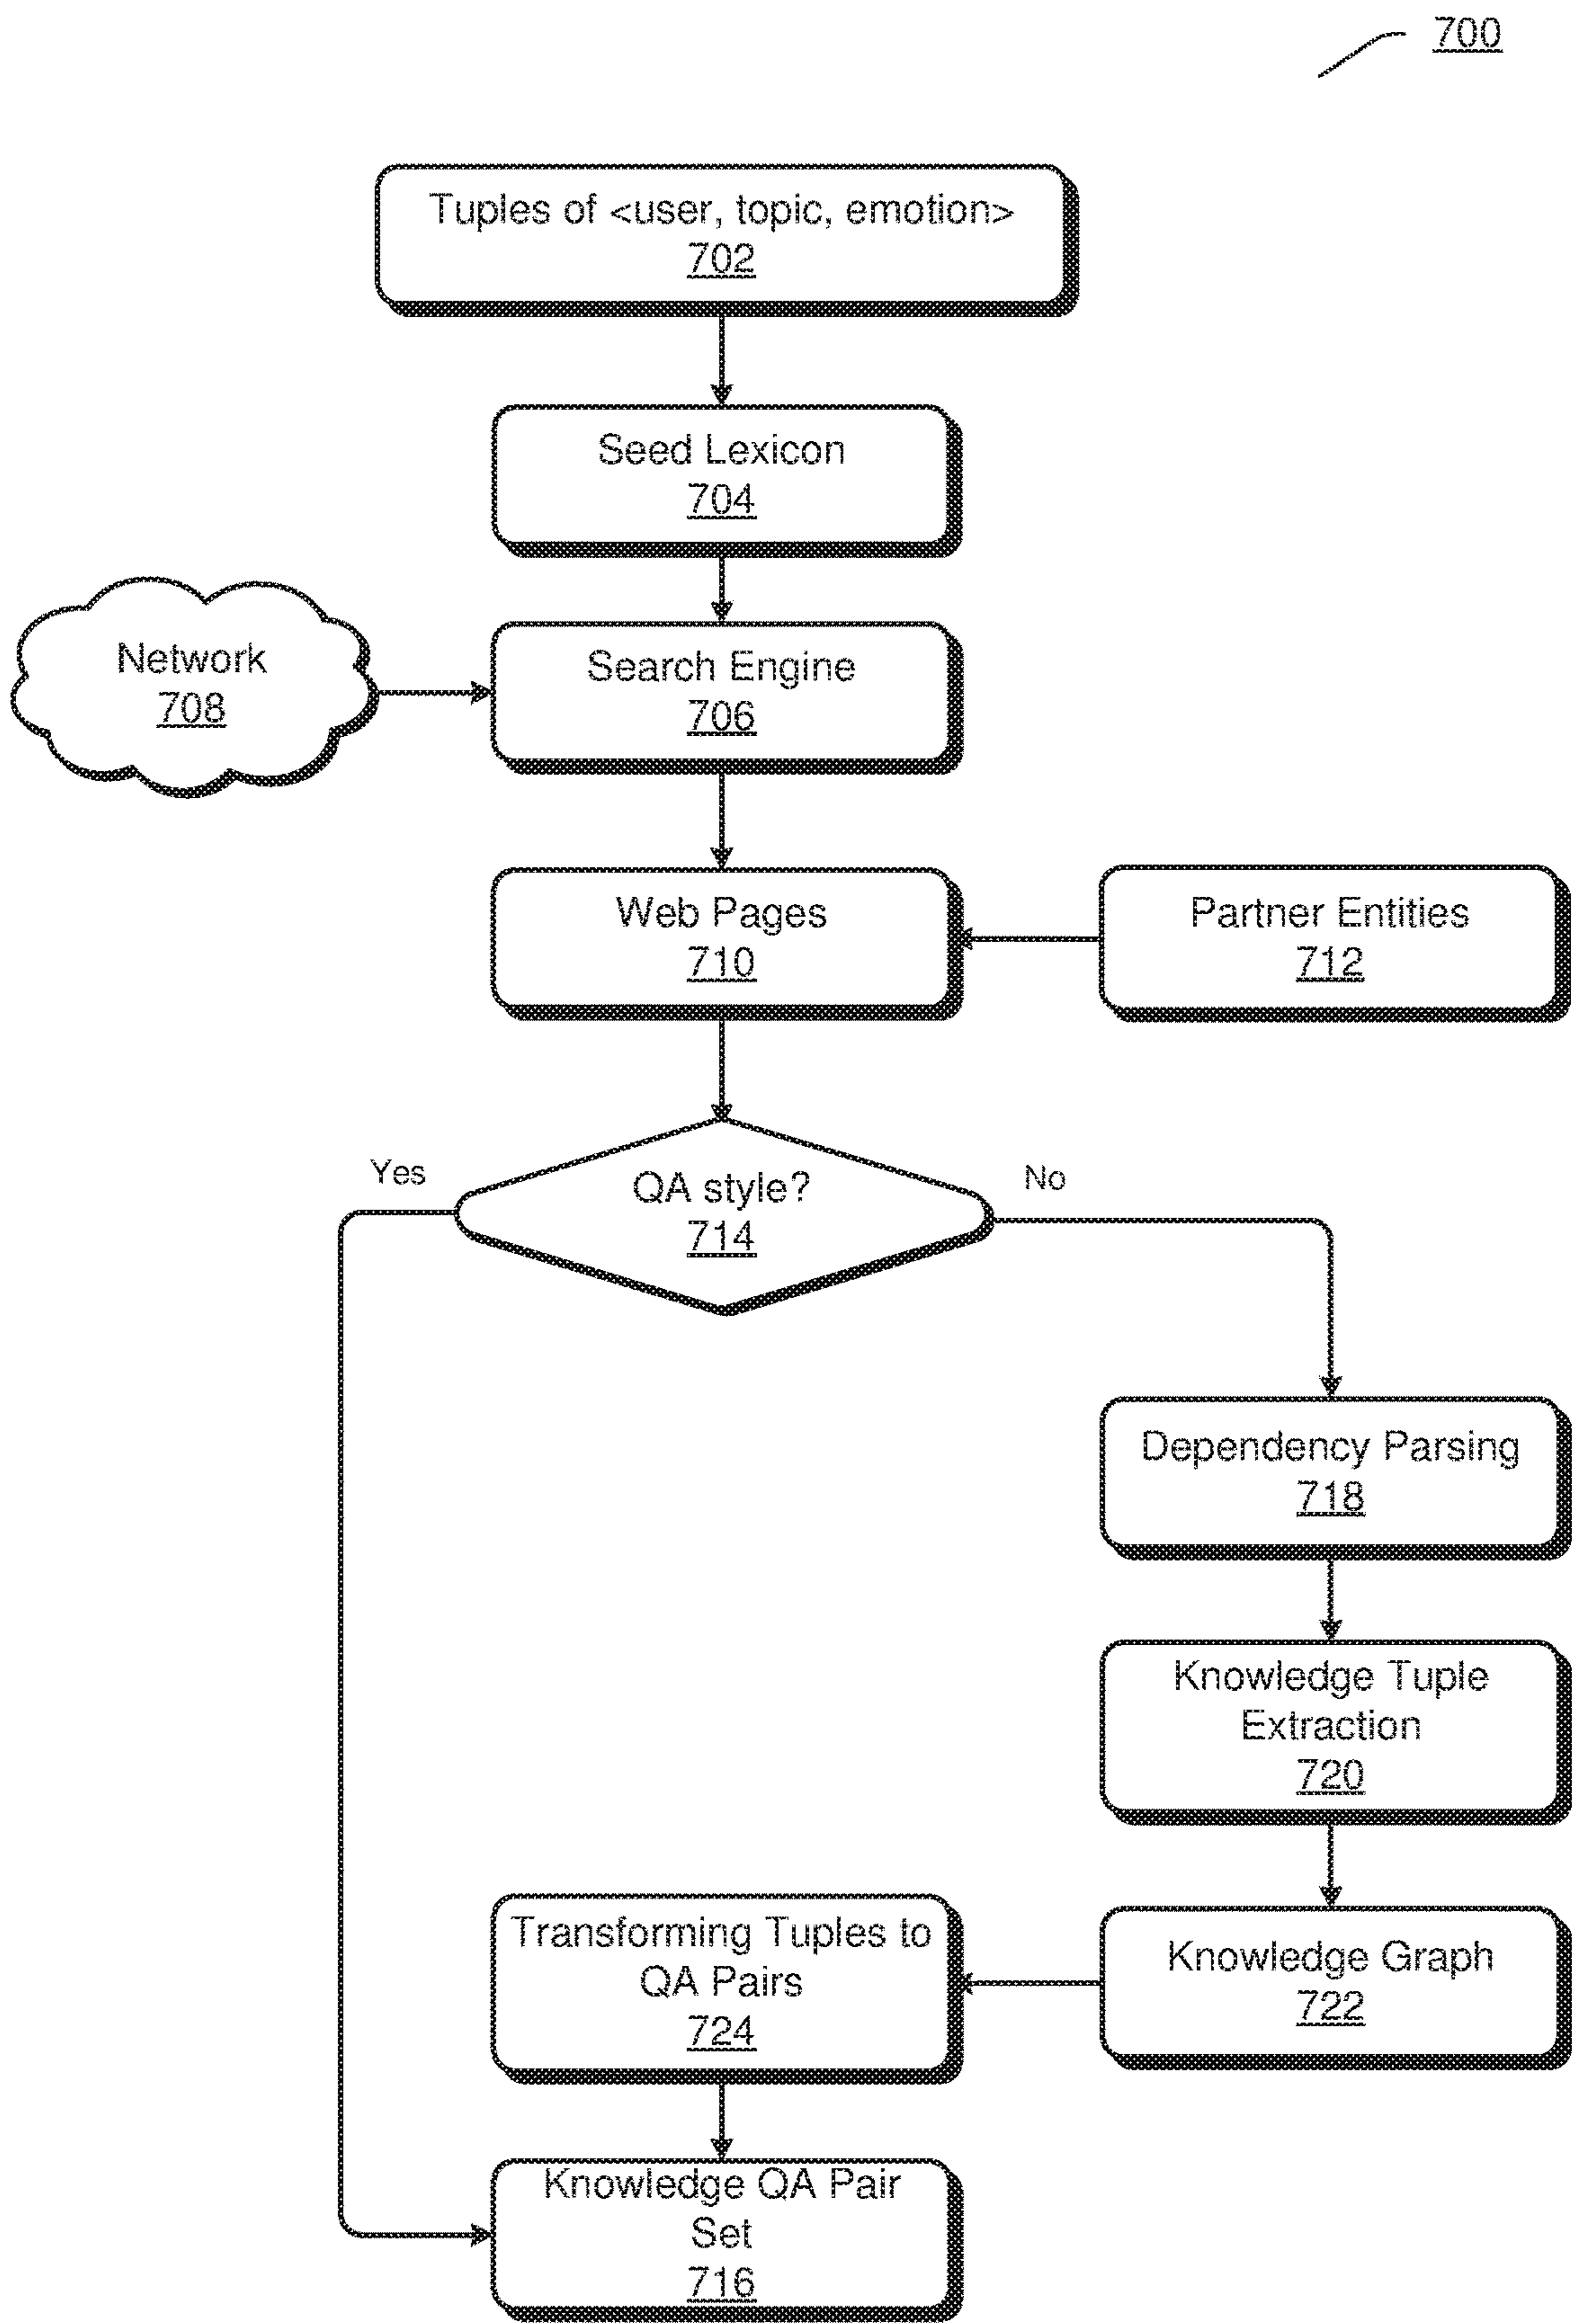 700
Tuples of <user, topic, emotion>
702
Seed Lexicon
704
Network
708
Search Engine
706
Web Pages
710
Partner Entities
712
Yes
QA style?
714
No
Dependency Parsing
718
Knowledge Tuple
Extraction
720
Transforming Tuples to
QA Pairs
724
Knowledge Graph
722
Knowledge QA Pair
Set
716